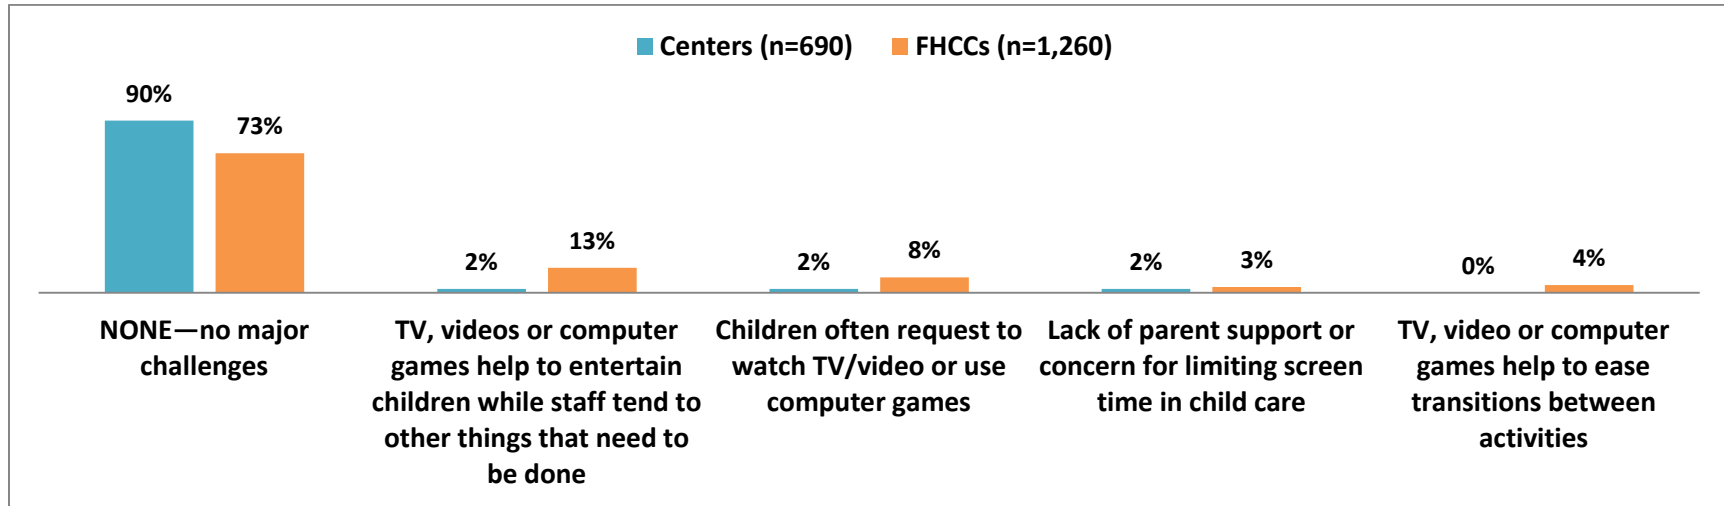 Centers (n=690) FHCCs (n=1,260)
90%
73%
2%
13%
2%
8%
2%
3%
0%
4%
NONE—no major
challenges
TV, videos or computer
games help to entertain
children while staff tend to
other things that need to
be done
Children often request to
watch TV/video or use
computer games
Lack of parent support or
concern for limiting screen
time in child care
TV, video or computer
games help to ease
transitions between
activities